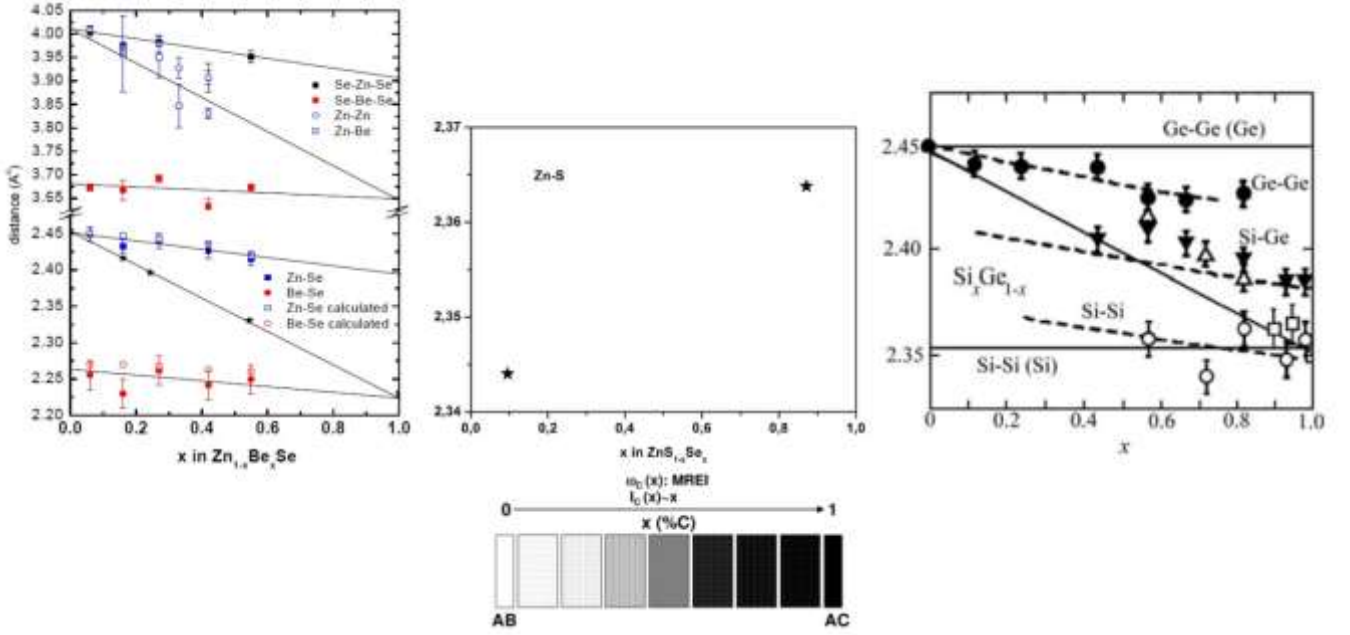 4.05
4.00
3.95
3.90
3.85
3.80
3.75
3.70
3.65
2.45
2.40
2.35
2.30
2.25
2.20
distance (A°)
Se-Zn-Se
Se-Be-Se
Zn-Zn
Zn-Be
Zn-Se
Be-Se
Zn-Se calculated
Be-Se calculated
0.0 0.2 0.4 0.6 0.8 1.0
x in Zn1-xBexSe
2,37
2,36
2,35
2,34
Zn-S
0,0 0,2 0,4 0,6 0,8 1,0
x in ZnS1-xSex
ωC (x): MREI
IC (x)~x
0 1
x (%C)
AB AC
2.45
2.40
2.35
Ge-Ge (Ge)
Ge-Ge
Si-Ge
SixGe1-x
Si-Si
Si-Si (Si)
0 0.2 0.4 0.6 0.8 1.0
x